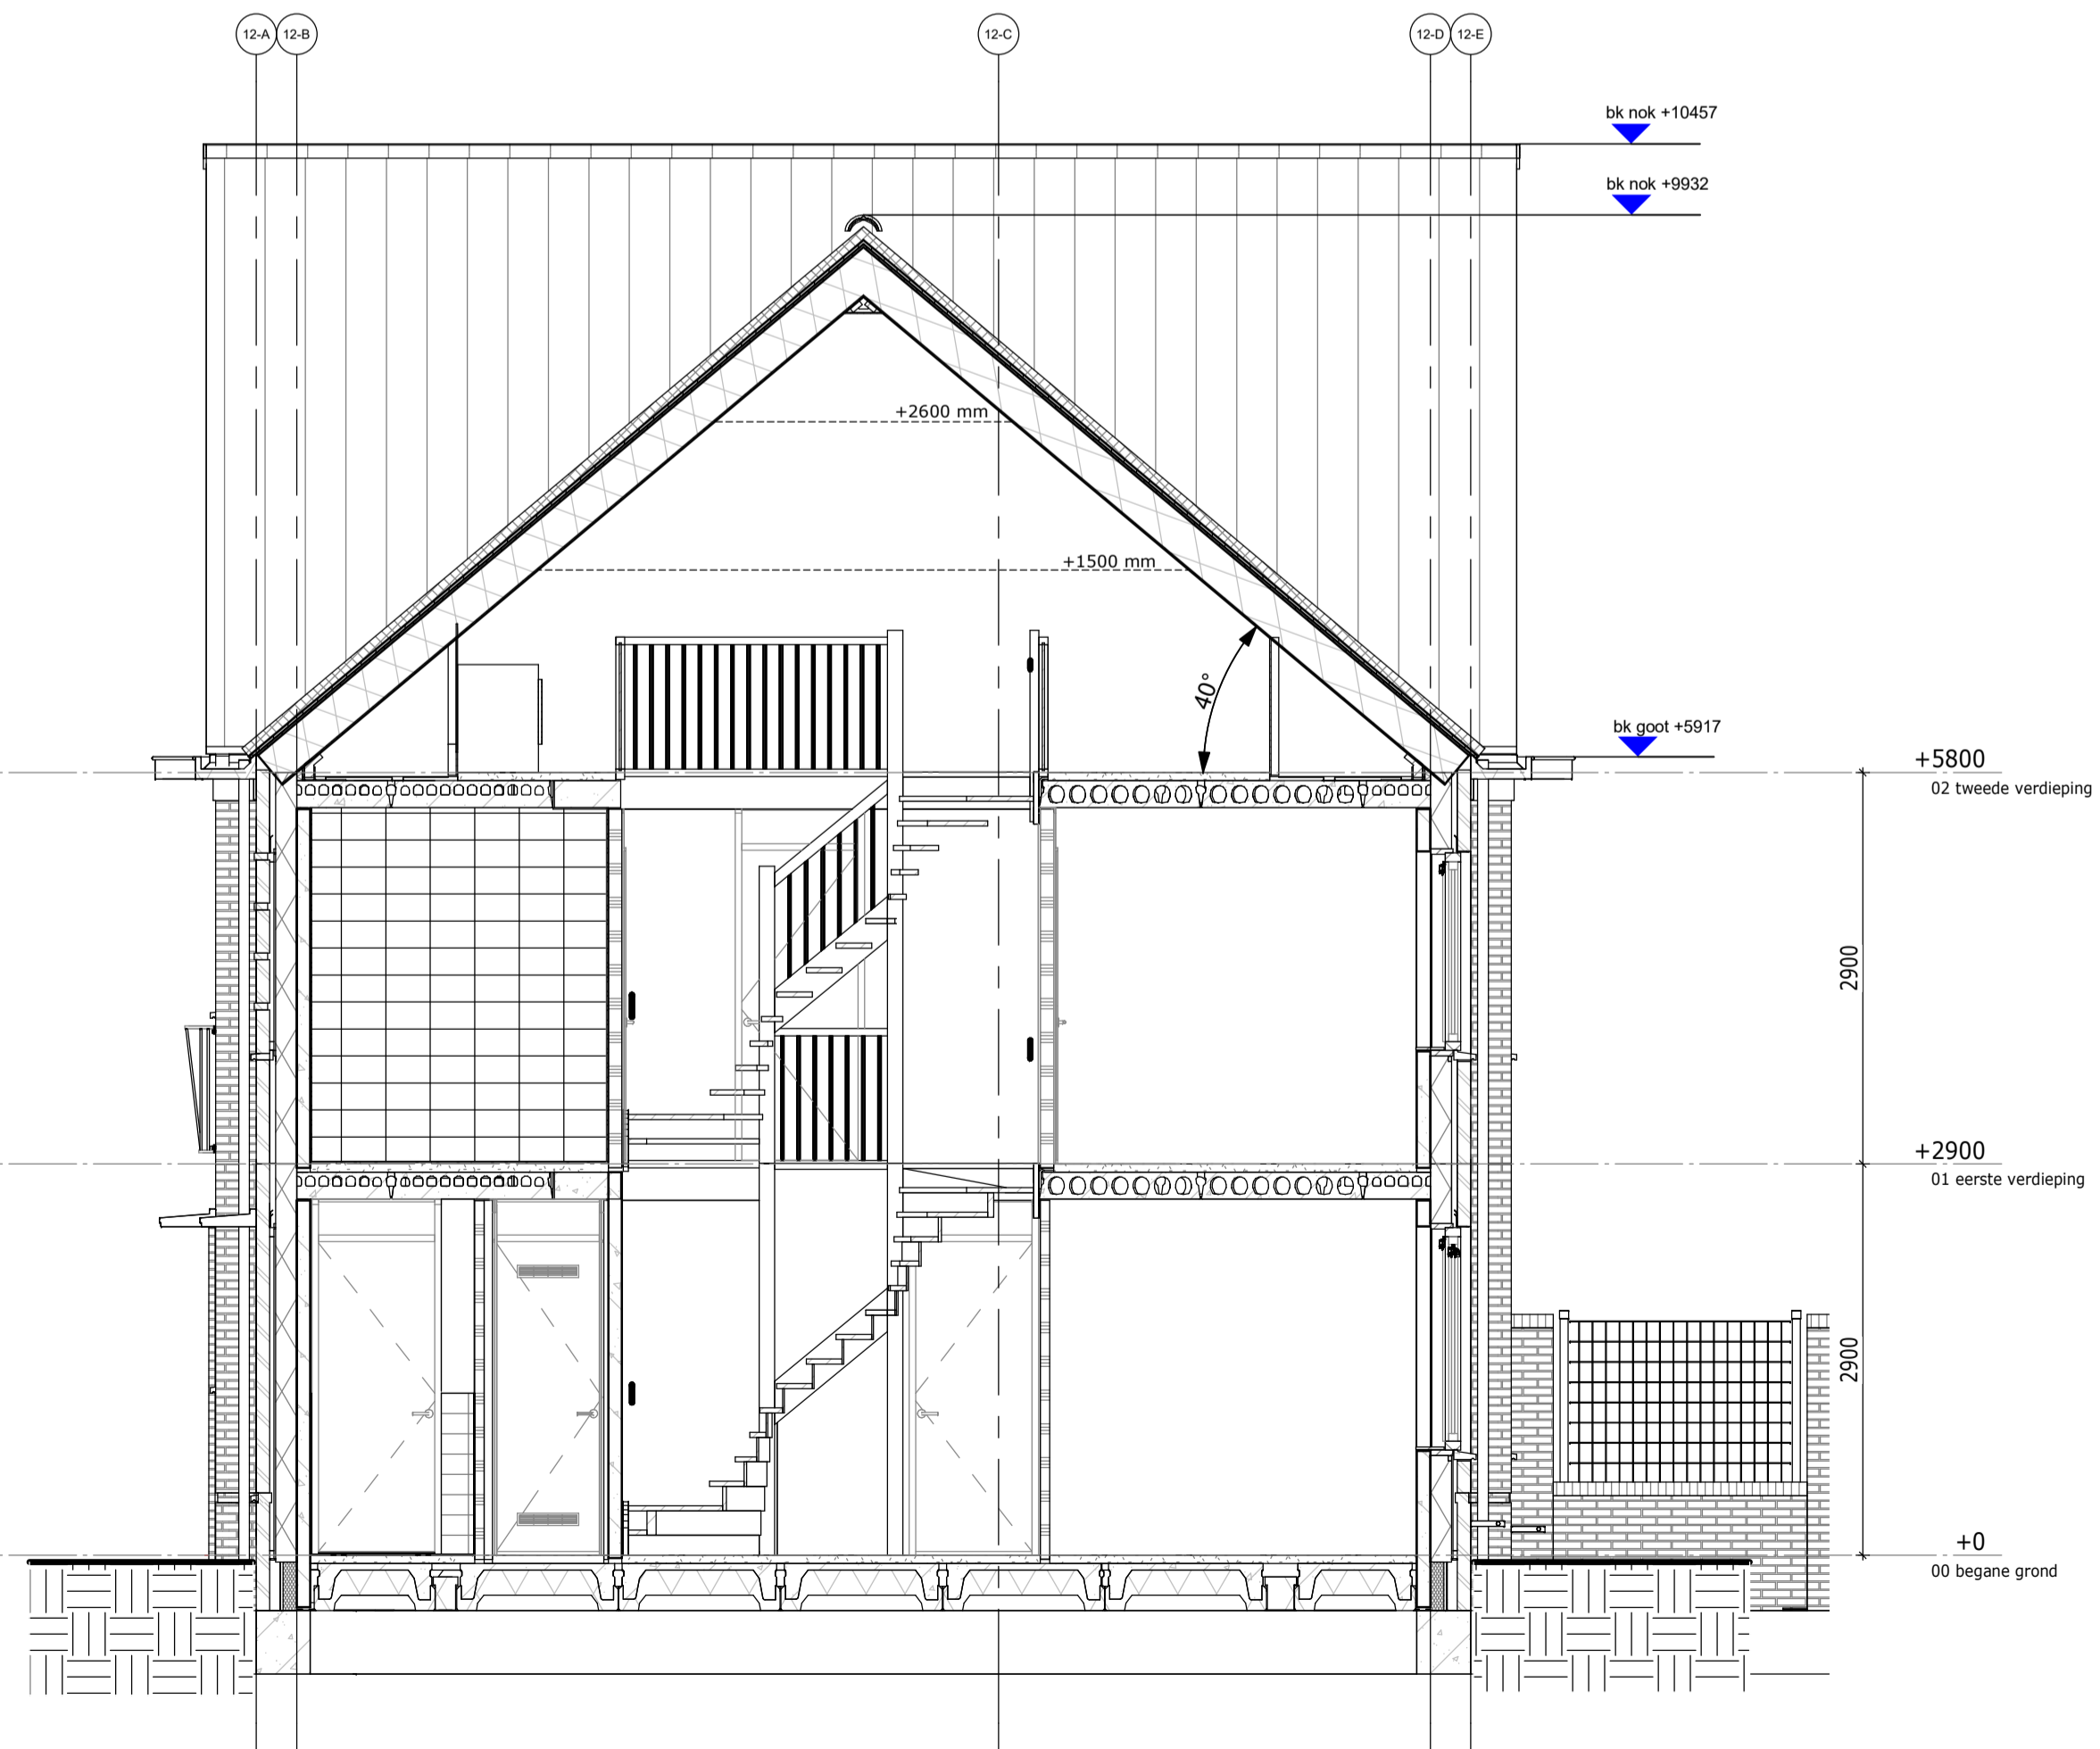 12-A
12-B
12-C
12-D
12-E
bk nok +10457
bk nok +9932
+2600 mm
+1500 mm
40°
bk goot +5917
+5800
02 tweede verdieping
2900
+2900
01 eerste verdieping
2900
+0
00 begane grond